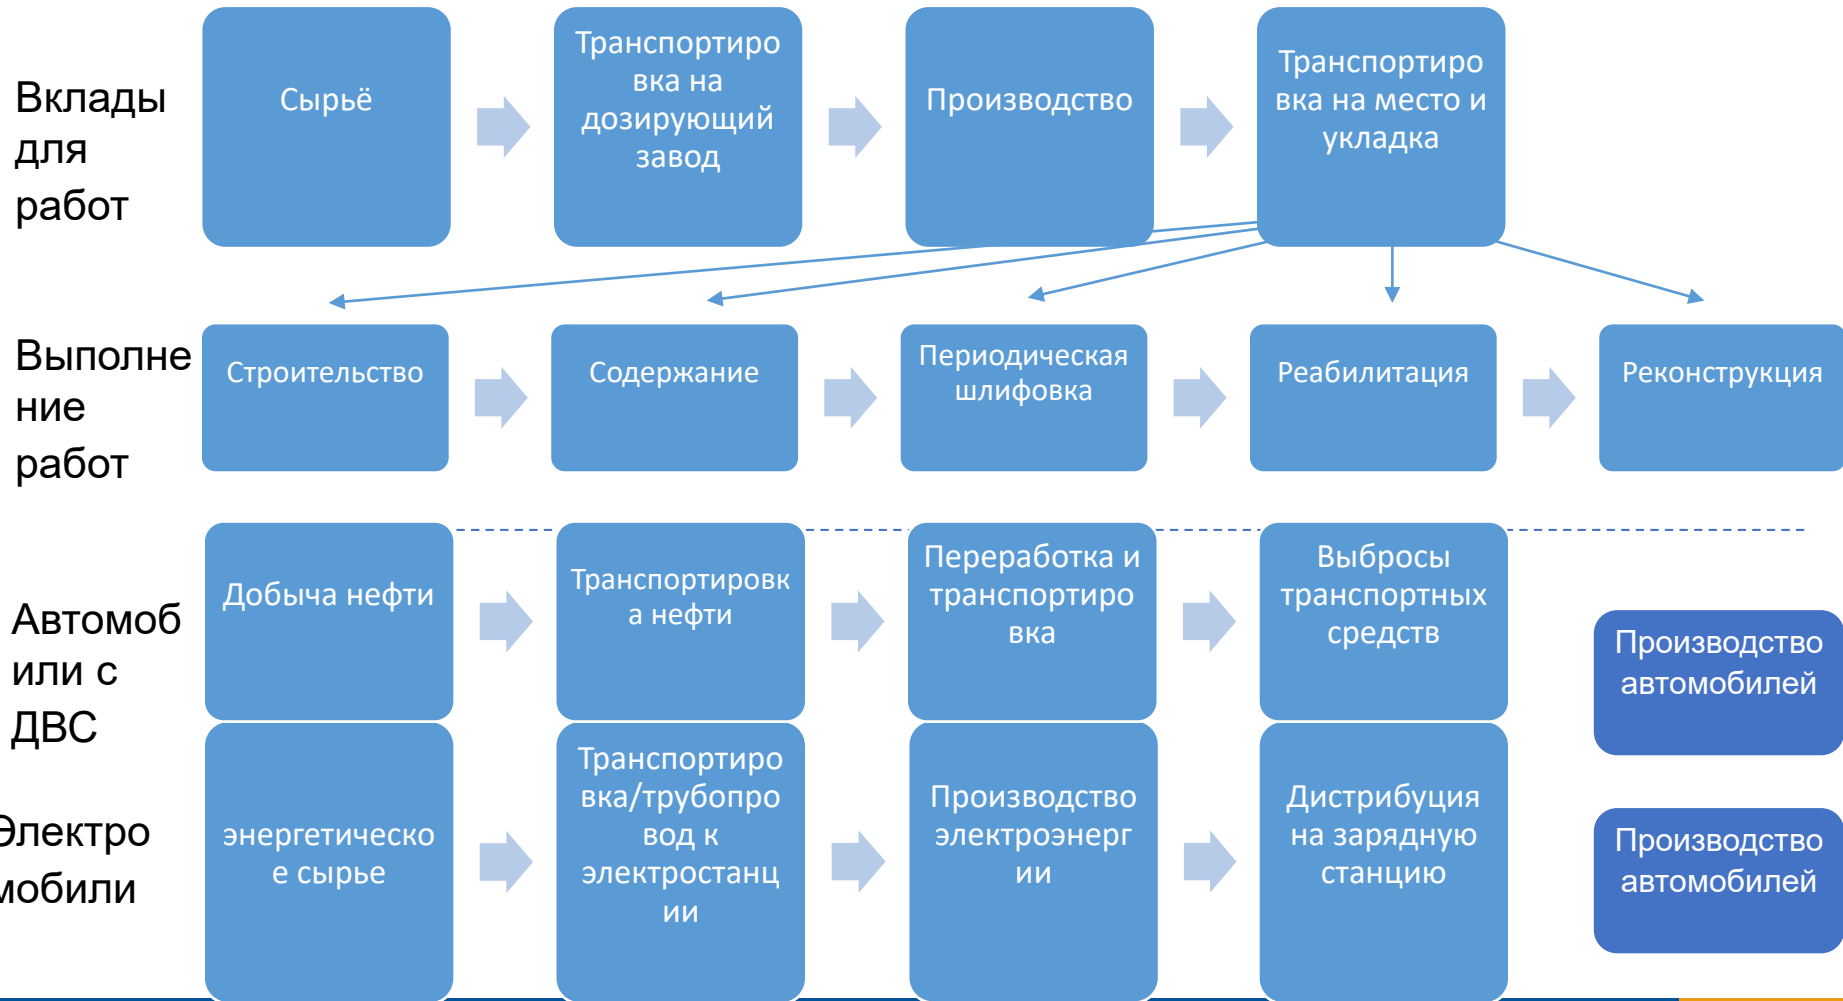 Вклады
для
работ
Сырьё
Транспортиро
вка на
дозирующий
завод
Производство
Транспортиро
вка на место и
укладка
Выполне
ние
работ
Строительство
Содержание
Периодическая
шлифовка
Реабилитация
Реконструкция
Автомоб
или с
ДВС
Добыча нефти
Транспортировк
а нефти
Переработка и
транспортиро
вка
Выбросы
транспортных
средств
Производство
автомобилей
Электро
мобили
энергетическо
е сырье
Транспортиро
вка/трубопро
вод к
электростанц
ии
Производство
электроэнерг
ии
Дистрибуция
на зарядную
станцию
Производство
автомобилей